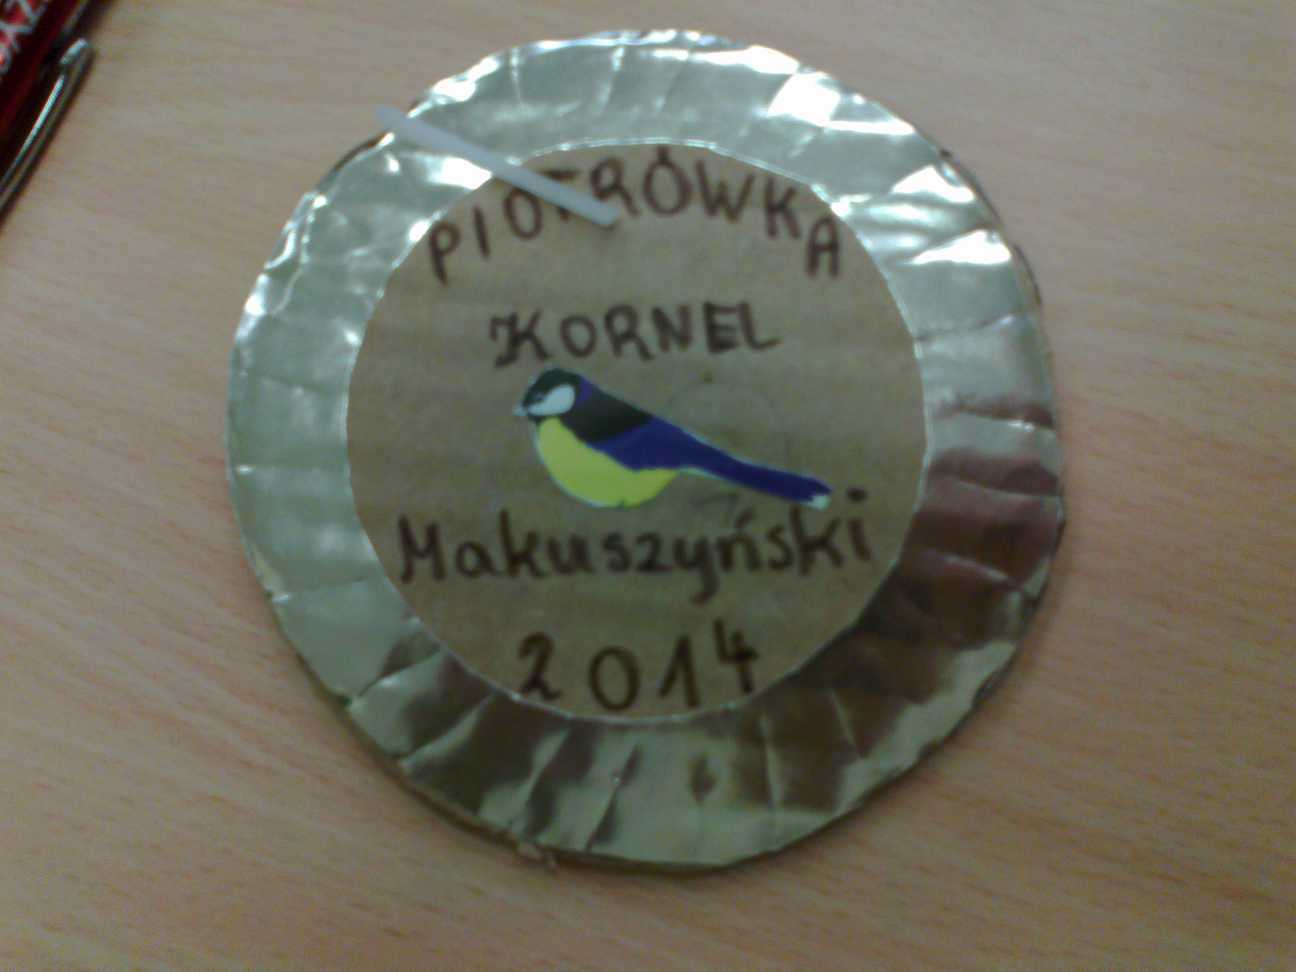 PIOTRÓWKA
KORNEL
Makuszyński
2014